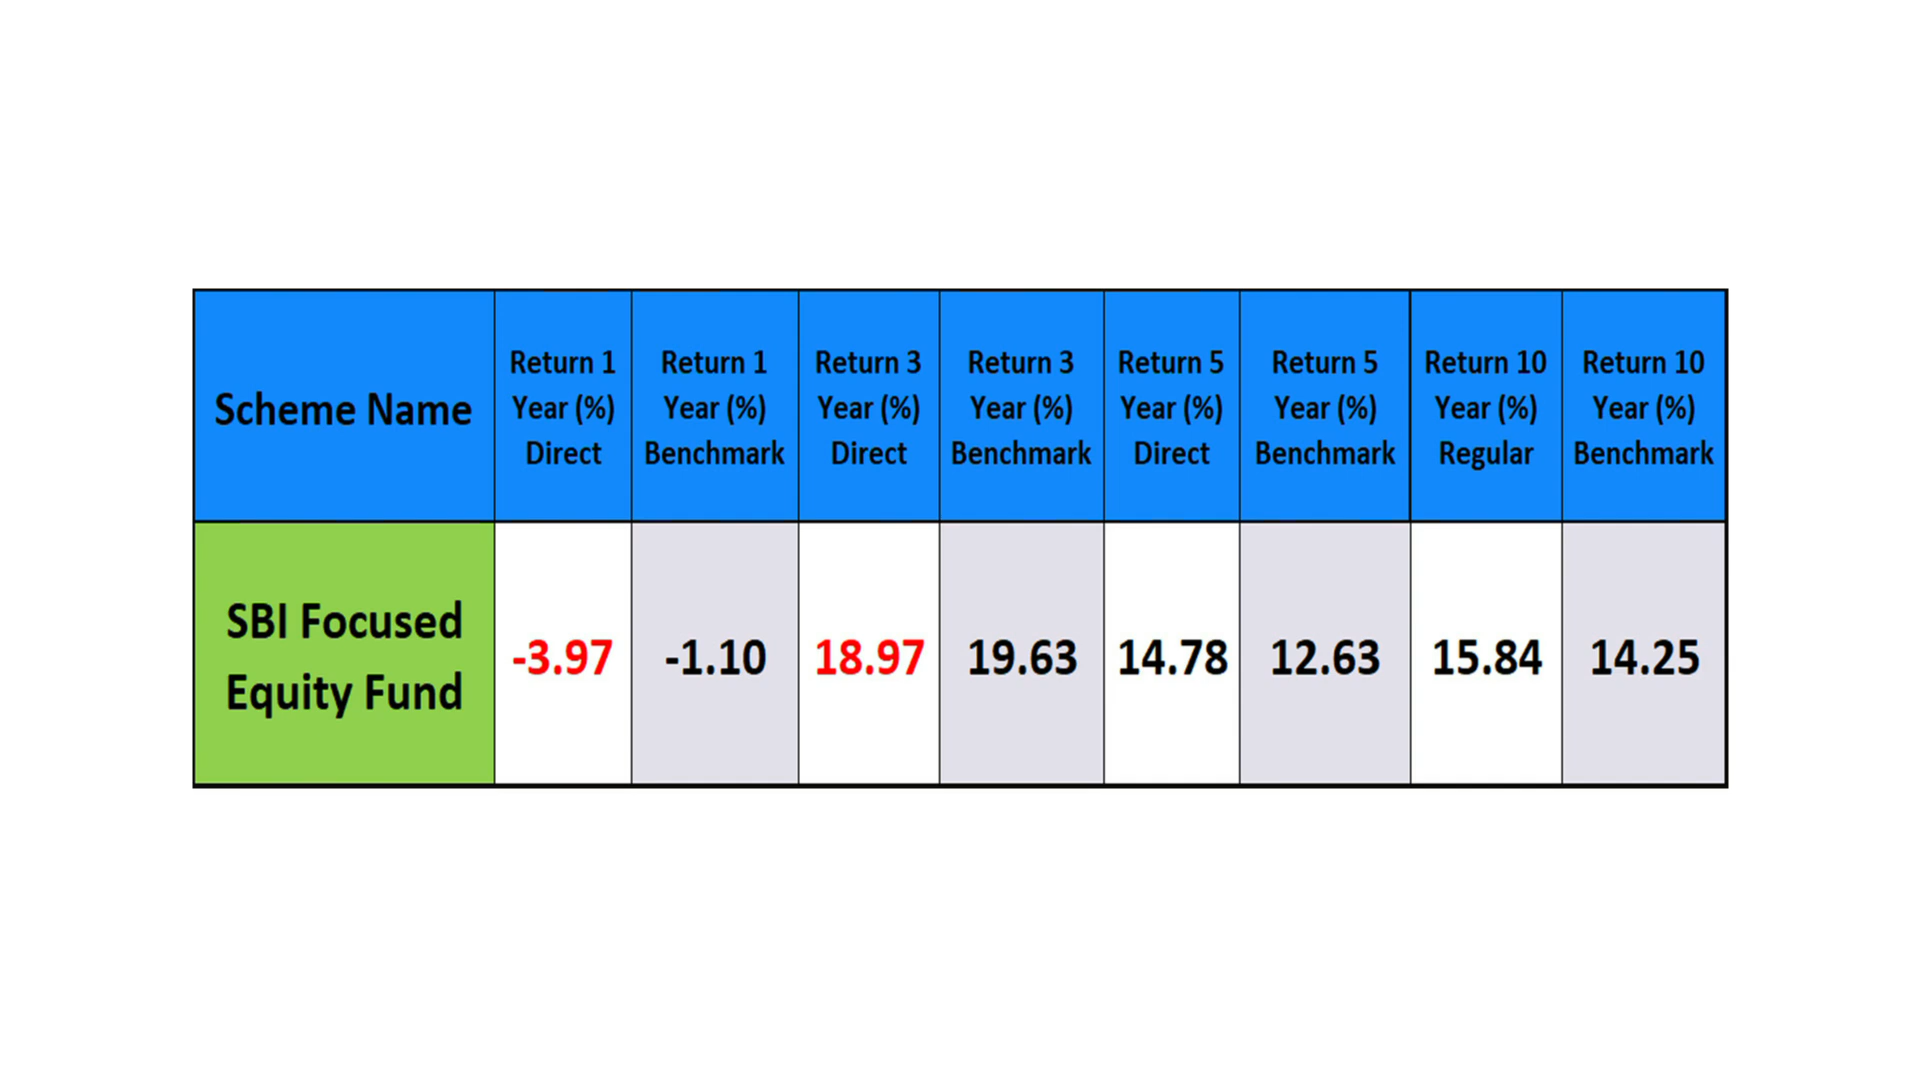 Scheme Name
Return 1
Year (%)
Direct
Return 1
Year (%)
Benchmark
Return 3
Year (%)
Direct
Return 3
Year (%)
Benchmark
Return 5
Year (%)
Direct
Return 5
Year (%)
Benchmark
Return 10
Year (%)
Regular
Return 10
Year (%)
Benchmark
SBI Focused
Equity Fund
-3.97
-1.10
18.97
19.63
14.78
12.63
15.84
14.25